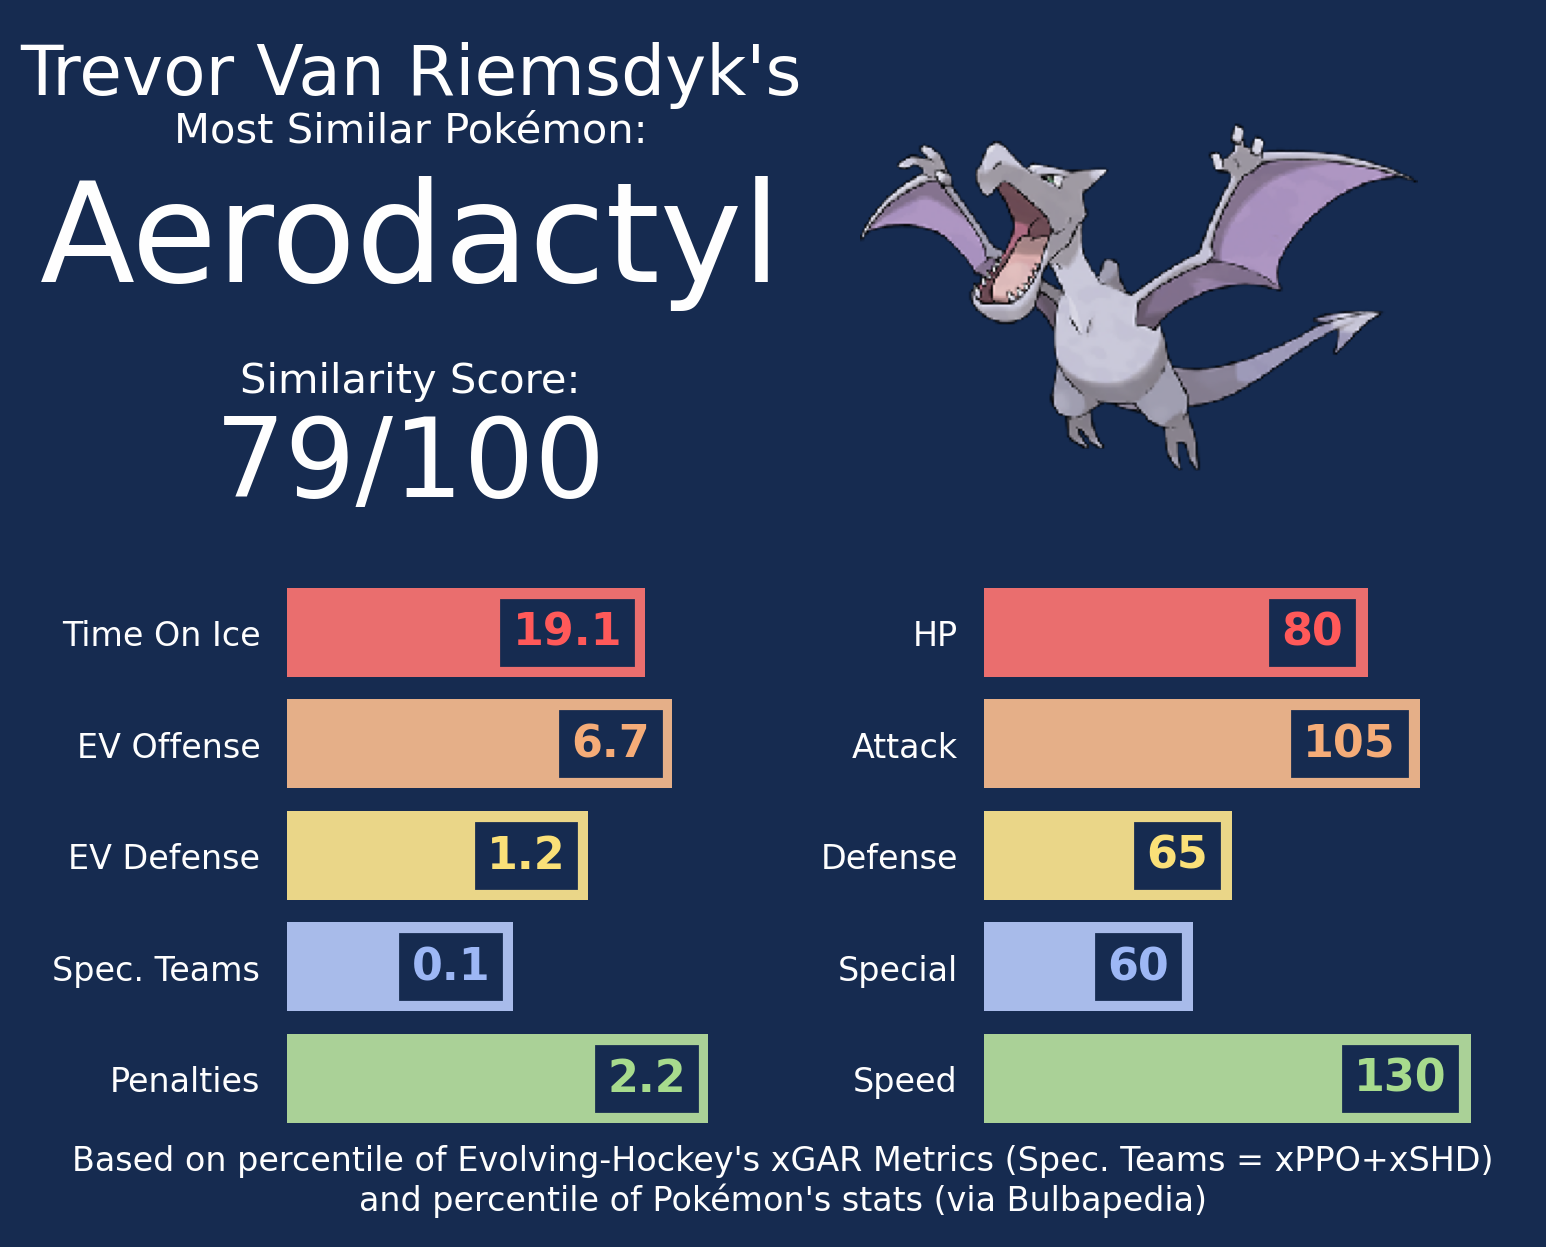 Trevor Van Riemsdyk's
Most Similar Pokémon:
Aerodactyl
Similarity Score:
79/100
Time On Ice 19.1
EV Offense 6.7
EV Defense 1.2
Spec. Teams 0.1
Penalties 2.2
HP 80
Attack 105
Defense 65
Special 60
Speed 130
Based on percentile of Evolving-Hockey's xGAR Metrics (Spec. Teams = xPPO+xSHD)
and percentile of Pokémon's stats (via Bulbapedia)